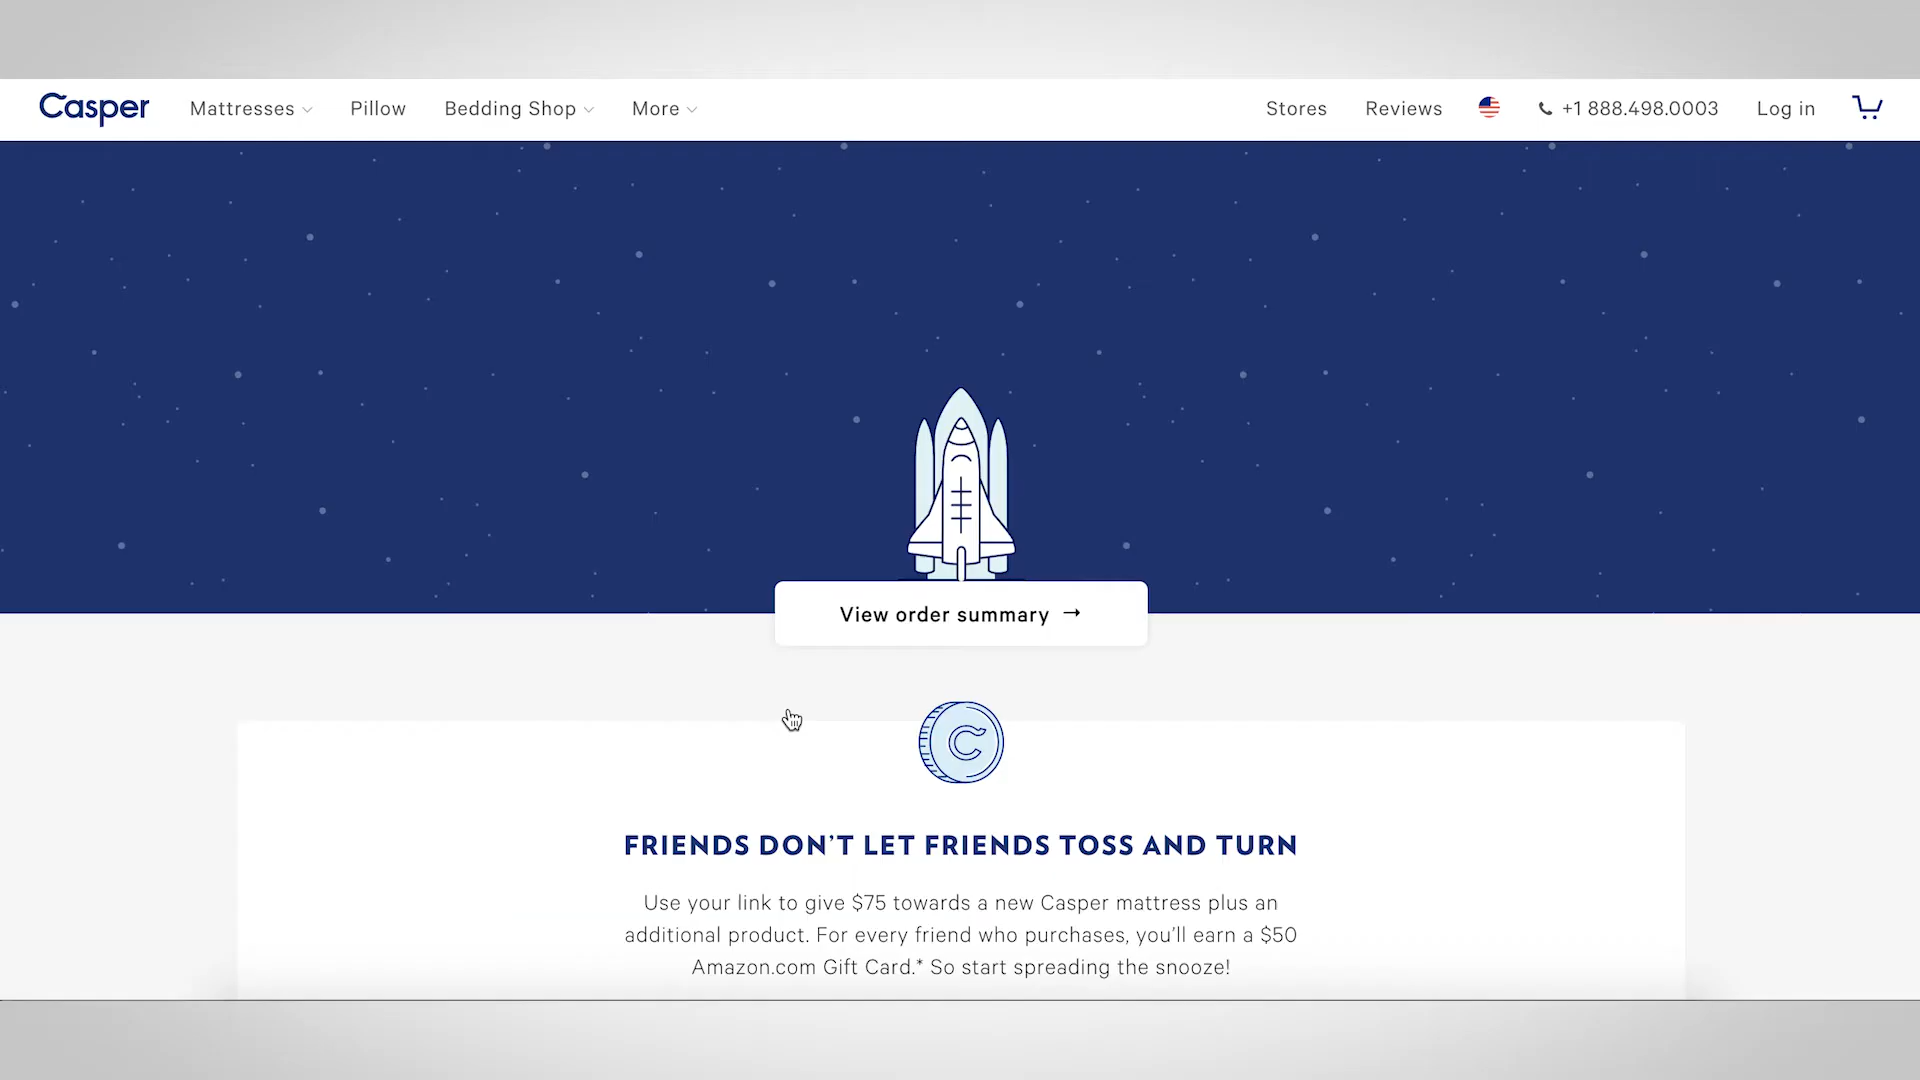 Casper Mattresses Pillow Bedding Shop More Stores Reviews +1 888.498.0003 Log in
View order summary →
C
FRIENDS DON’T LET FRIENDS TOSS AND TURN
Use your link to give $75 towards a new Casper mattress plus an
additional product. For every friend who purchases, you’ll earn a $50
Amazon.com Gift Card.* So start spreading the snooze!